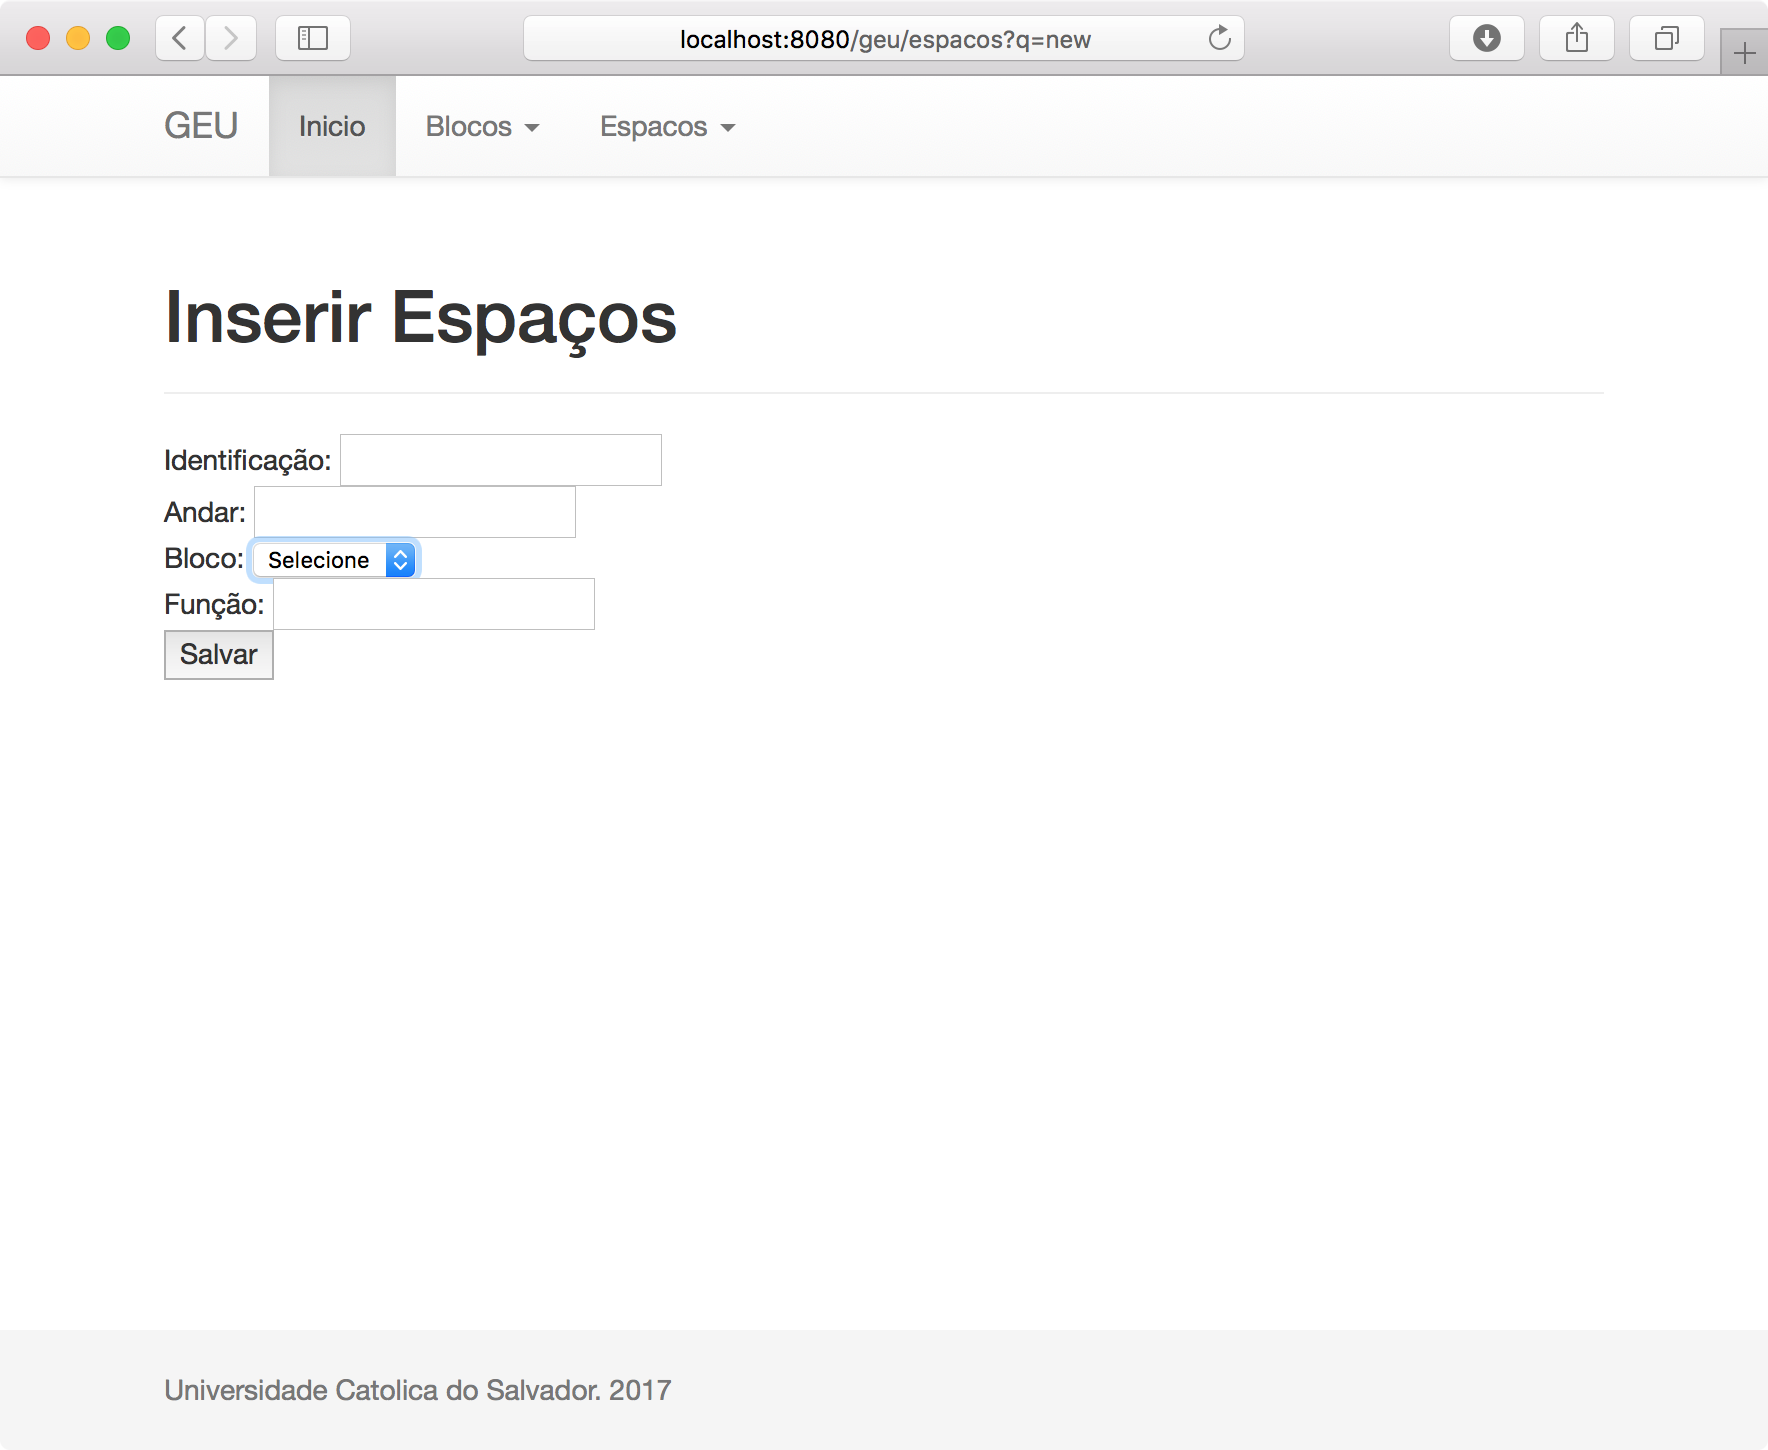 localhost:8080/geu/espacos?q=new
GEU Inicio Blocos Espacos
Inserir Espaços
Identificação:
Andar:
Bloco: Selecione
Função:
Salvar
Universidade Catolica do Salvador. 2017